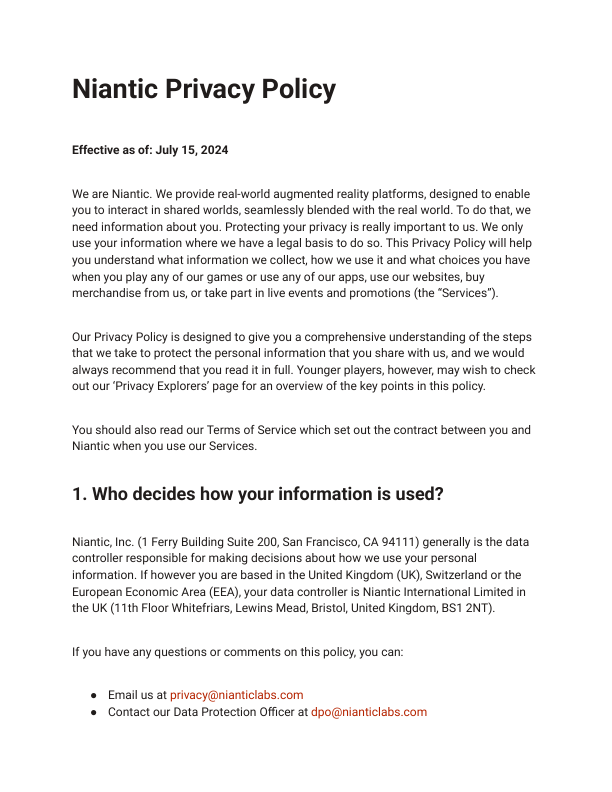 Niantic Privacy Policy
Effective as of: July 15, 2024
We are Niantic. We provide real-world augmented reality platforms, designed to enable
you to interact in shared worlds, seamlessly blended with the real world. To do that, we
need information about you. Protecting your privacy is really important to us. We only
use your information where we have a legal basis to do so. This Privacy Policy will help
you understand what information we collect, how we use it and what choices you have
when you play any of our games or use any of our apps, use our websites, buy
merchandise from us, or take part in live events and promotions (the “Services”).
Our Privacy Policy is designed to give you a comprehensive understanding of the steps
that we take to protect the personal information that you share with us, and we would
always recommend that you read it in full. Younger players, however, may wish to check
out our ‘Privacy Explorers’ page for an overview of the key points in this policy.
You should also read our Terms of Service which set out the contract between you and
Niantic when you use our Services.
1. Who decides how your information is used?
Niantic, Inc. (1 Ferry Building Suite 200, San Francisco, CA 94111) generally is the data
controller responsible for making decisions about how we use your personal
information. If however you are based in the United Kingdom (UK), Switzerland or the
European Economic Area (EEA), your data controller is Niantic International Limited in
the UK (11th Floor Whitefriars, Lewins Mead, Bristol, United Kingdom, BS1 2NT).
If you have any questions or comments on this policy, you can:
● Email us at privacy@nianticlabs.com
● Contact our Data Protection Officer at dpo@nianticlabs.com